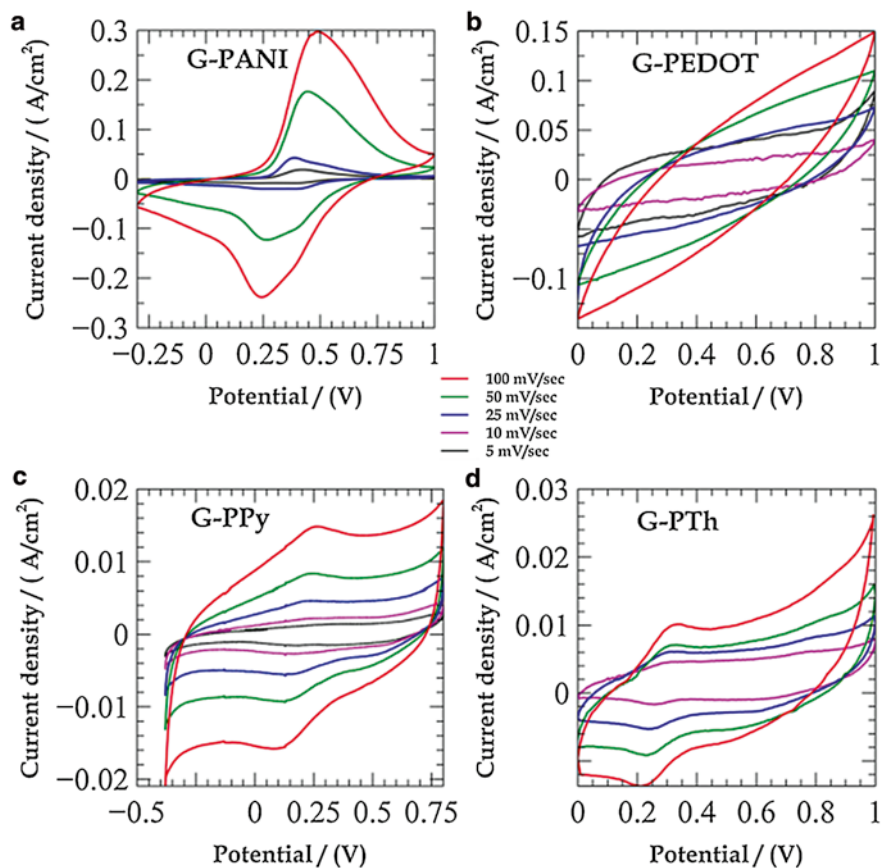 a
G-PANI
Current density / ( A/cm²)
0.3
0.2
0.1
0
−0.1
−0.2
−0.3
−0.25
0
0.25
0.5
0.75
1
Potential / (V)
b
G-PEDOT
Current density / ( A/cm²)
0.15
0.1
0.05
0
−0.1
0
0.2
0.4
0.6
0.8
1
Potential / (V)
100 mV/sec
50 mV/sec
25 mV/sec
10 mV/sec
5 mV/sec
c
G-PPy
Current density / ( A/cm²)
0.02
0.01
0
−0.01
−0.02
−0.5
0
0.25
0.5
0.75
Potential / (V)
d
G-PTh
Current density / ( A/cm²)
0.03
0.02
0.01
0
0
0.2
0.4
0.6
0.8
1
Potential / (V)